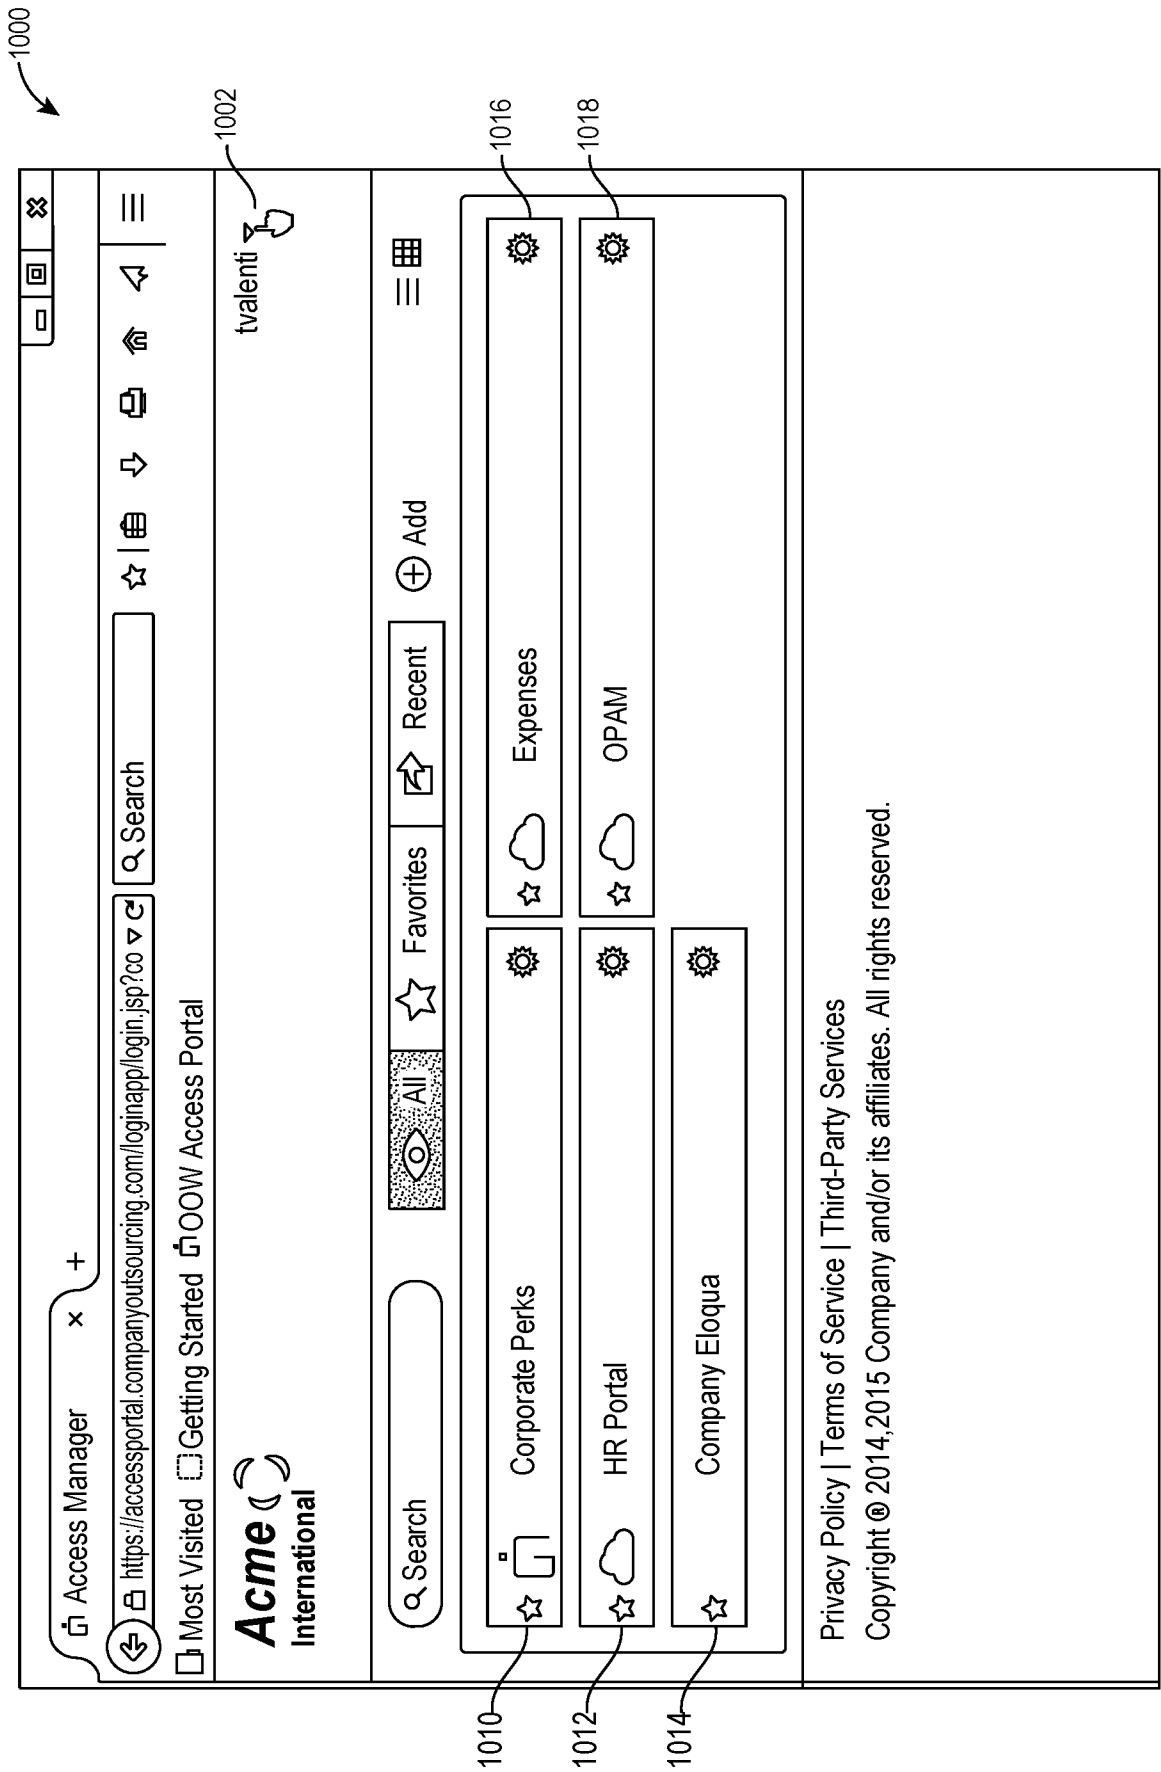 1000
Access Manager × +
https://accessportal.companyoutsourcing.com/loginapp/login.jsp?co
Search
Most Visited Getting Started OOW Access Portal
Acme
International
tvalenti
1002
Search
All
Favorites
Recent
Add
1010
Corporate Perks
Expenses
1016
1012
HR Portal
OPAM
1018
1014
Company Eloqua
Privacy Policy | Terms of Service | Third-Party Services
Copyright ® 2014,2015 Company and/or its affiliates. All rights reserved.